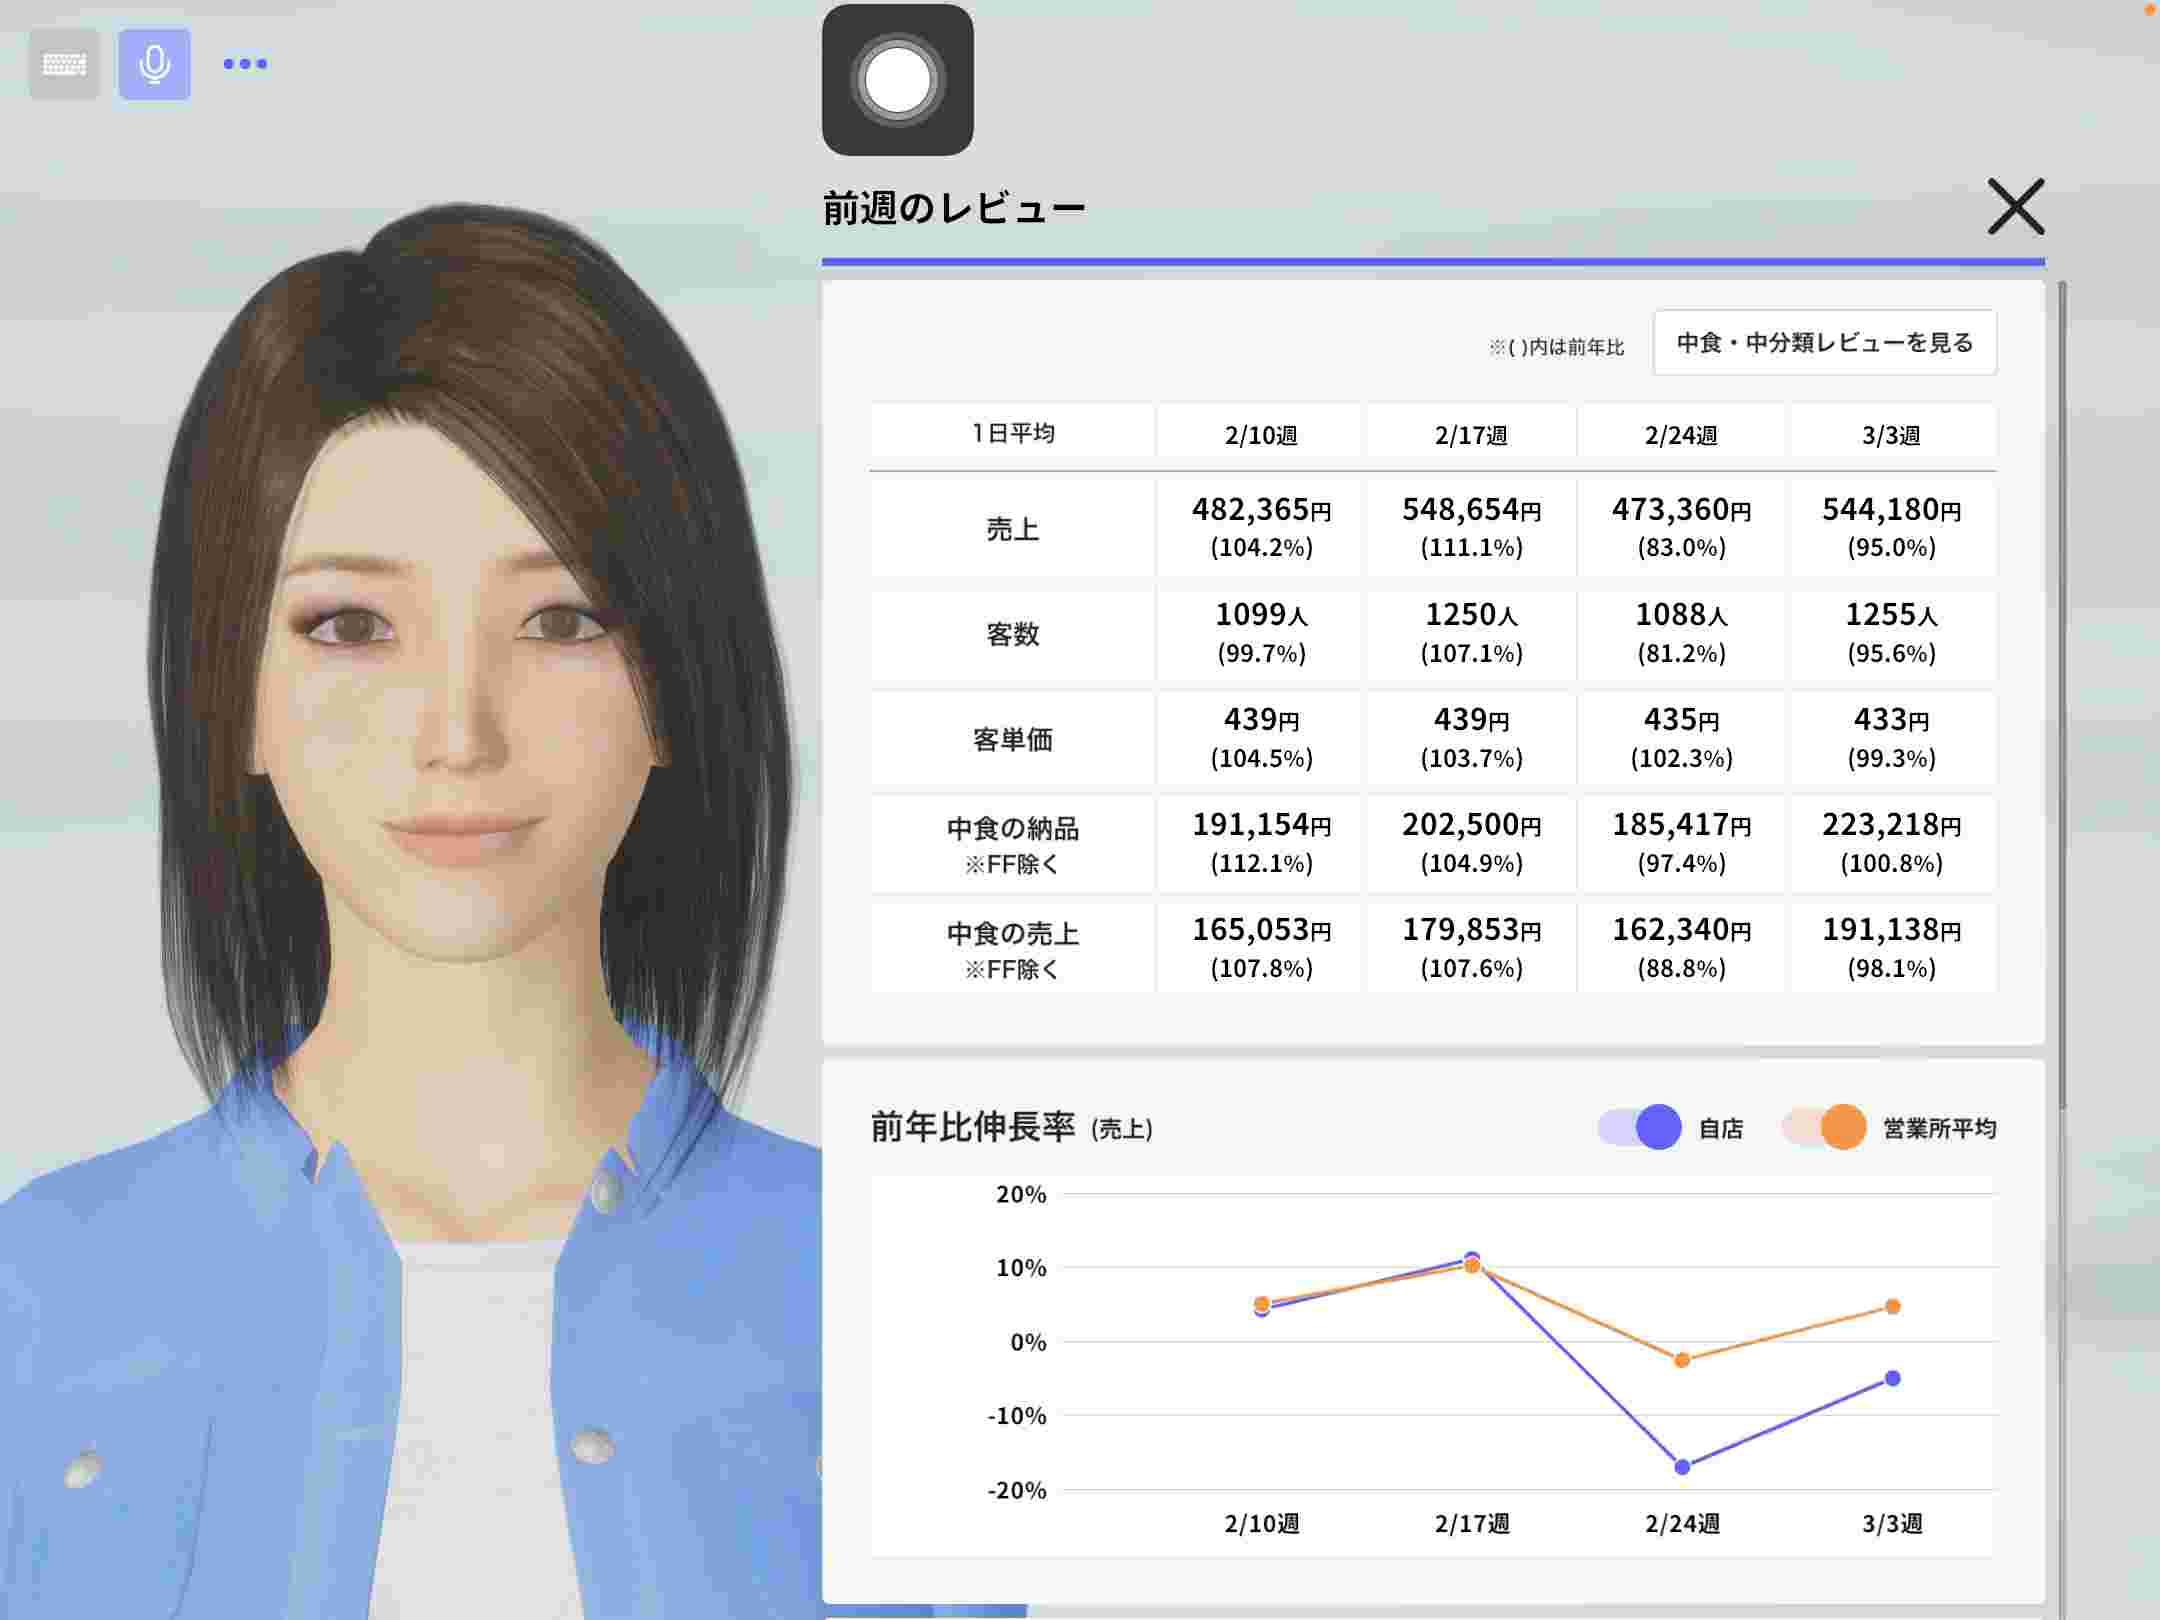 前週のレビュー
※( )内は前年比
中食・中分類レビューを見る
1日平均 2/10週 2/17週 2/24週 3/3週
売上 482,365円 (104.2%) 548,654円 (111.1%) 473,360円 (83.0%) 544,180円 (95.0%)
客数 1099人 (99.7%) 1250人 (107.1%) 1088人 (81.2%) 1255人 (95.6%)
客単価 439円 (104.5%) 439円 (103.7%) 435円 (102.3%) 433円 (99.3%)
中食の納品 ※FF除く 191,154円 (112.1%) 202,500円 (104.9%) 185,417円 (97.4%) 223,218円 (100.8%)
中食の売上 ※FF除く 165,053円 (107.8%) 179,853円 (107.6%) 162,340円 (88.8%) 191,138円 (98.1%)
前年比伸長率 (売上)
自店
営業所平均
20%
10%
0%
-10%
-20%
2/10週 2/17週 2/24週 3/3週